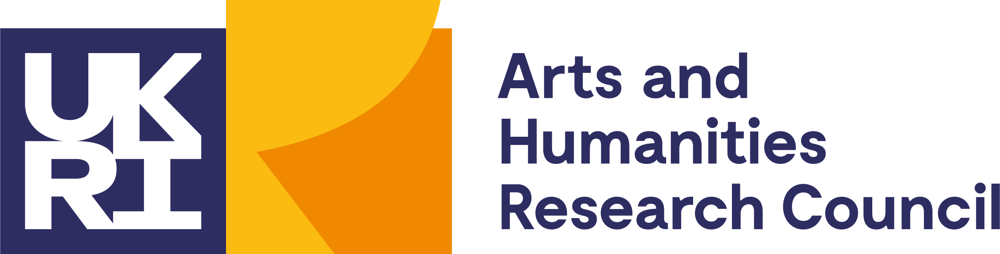 UK
RI
Arts and
Humanities
Research Council